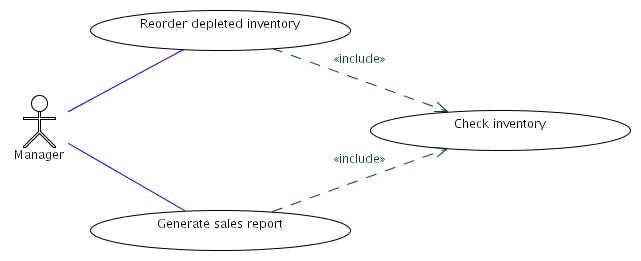 Reorder depleted inventory
«include»
Check inventory
Manager
«include»
Generate sales report